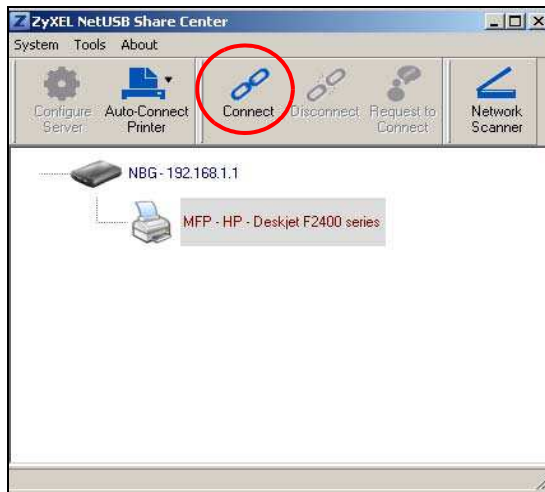 ZyXEL NetUSB Share Center
System Tools About
Configure Server
Auto-Connect Printer
Connect
Disconnect
Request to Connect
Network Scanner
NBG - 192.168.1.1
MFP - HP - Deskjet F2400 series